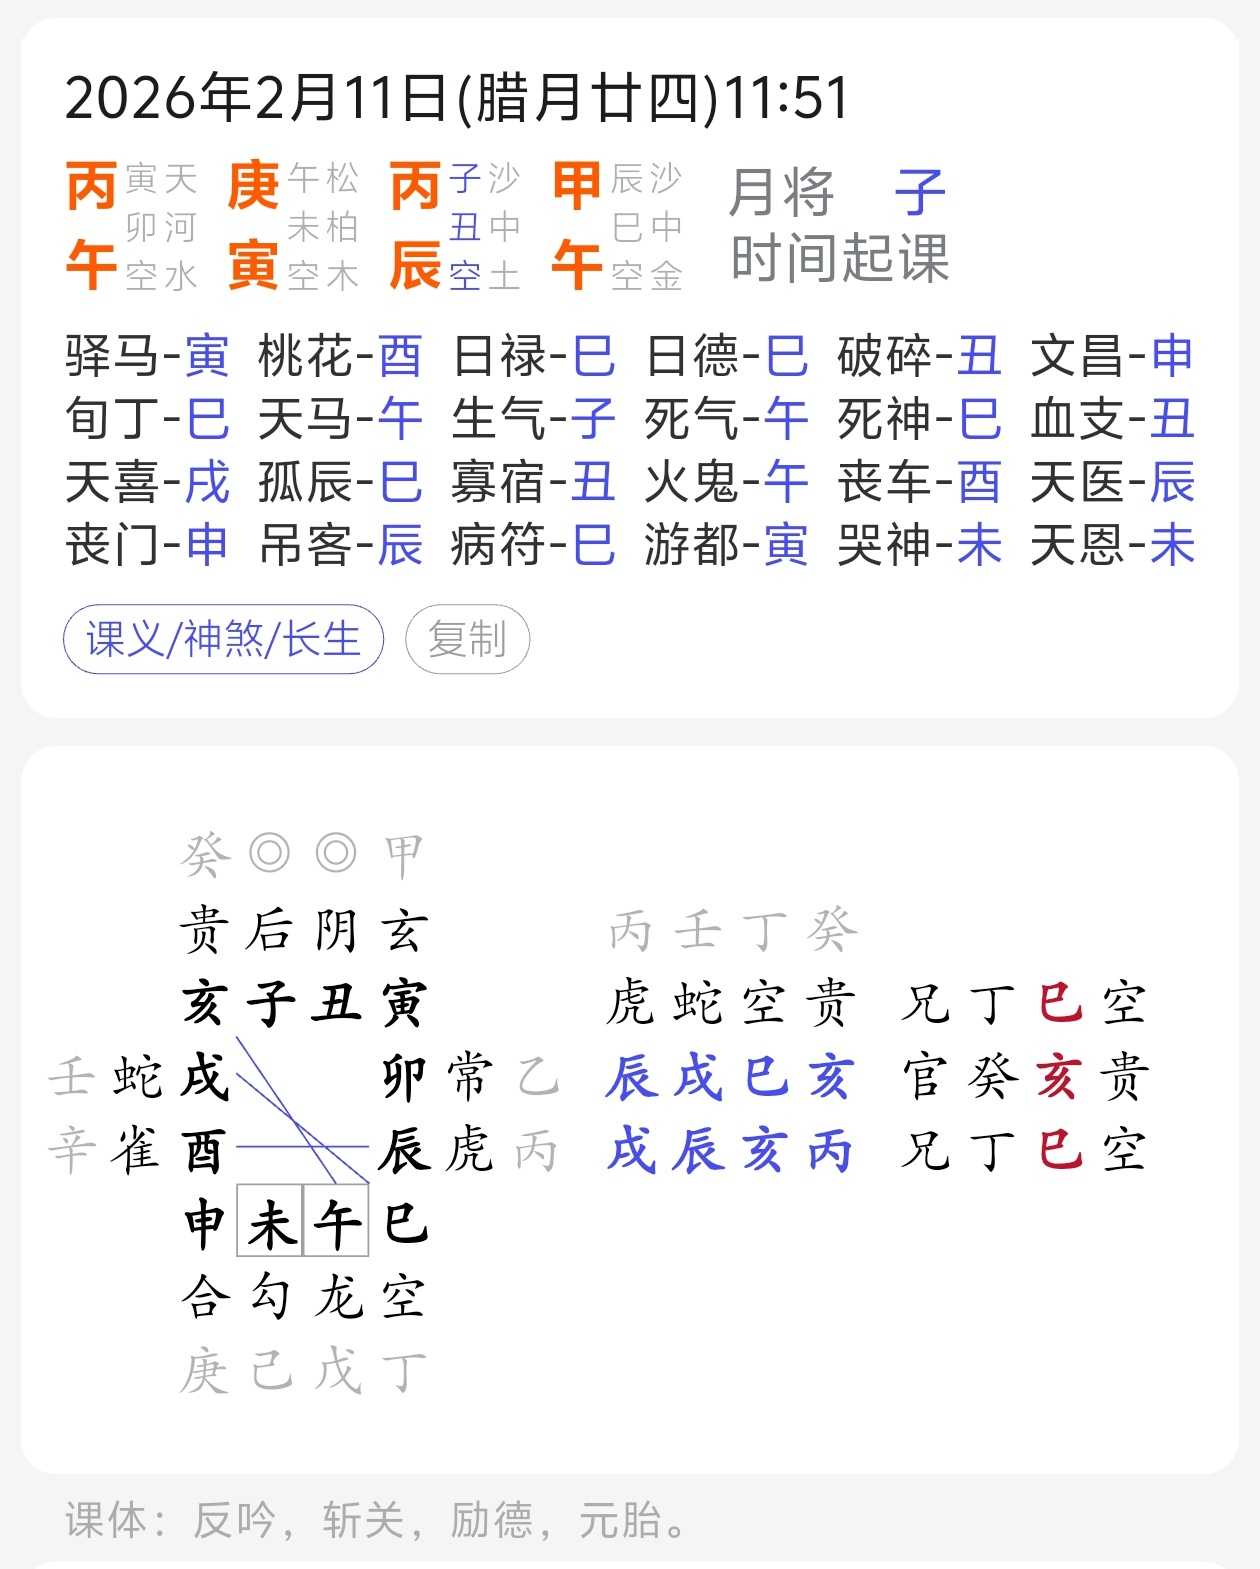 2026年2月11日(腊月廿四)11:51
丙 寅天 庚 午松 丙 子沙 甲 辰沙 月将 子
卯河 未柏 丑中 巳中
午 空水 寅 空木 辰 空土 午 空金 时间起课
驿马-寅 桃花-酉 日禄-巳 日德-巳 破碎-丑 文昌-申
旬丁-巳 天马-午 生气-子 死气-午 死神-巳 血支-丑
天喜-戌 孤辰-巳 寡宿-丑 火鬼-午 丧车-酉 天医-辰
丧门-申 吊客-辰 病符-巳 游都-寅 哭神-未 天恩-未
课义/神煞/长生 复制
癸◎◎甲
贵后阴玄 丙壬丁癸
亥子丑寅 虎蛇空贵 兄丁巳空
壬蛇戌 卯常乙 辰戌巳亥 官癸亥贵
辛雀酉 辰虎丙 戌辰亥丙 兄丁巳空
申未午巳
合勾龙空
庚己戊丁
课体：反吟，斩关，励德，元胎。